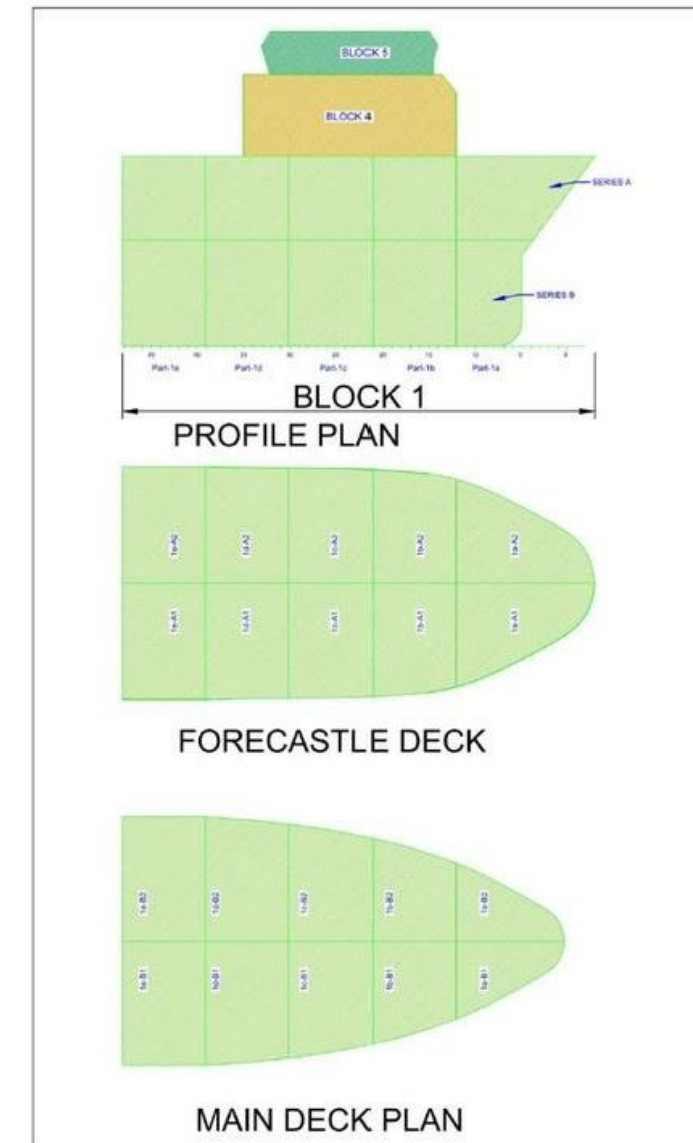 BLOCK 5
BLOCK 4
SERIES A
SERIES B
Part-1e Part-1d Part-1c Part-1b Part-1a
BLOCK 1
PROFILE PLAN
1e-A2 1d-A2 1c-A2 1b-A2 1a-A2
1e-A1 1d-A1 1c-A1 1b-A1 1a-A1
FORECASTLE DECK
1e-B2 1d-B2 1c-B2 1b-B2 1a-B2
1e-B1 1d-B1 1c-B1 1b-B1 1a-B1
MAIN DECK PLAN